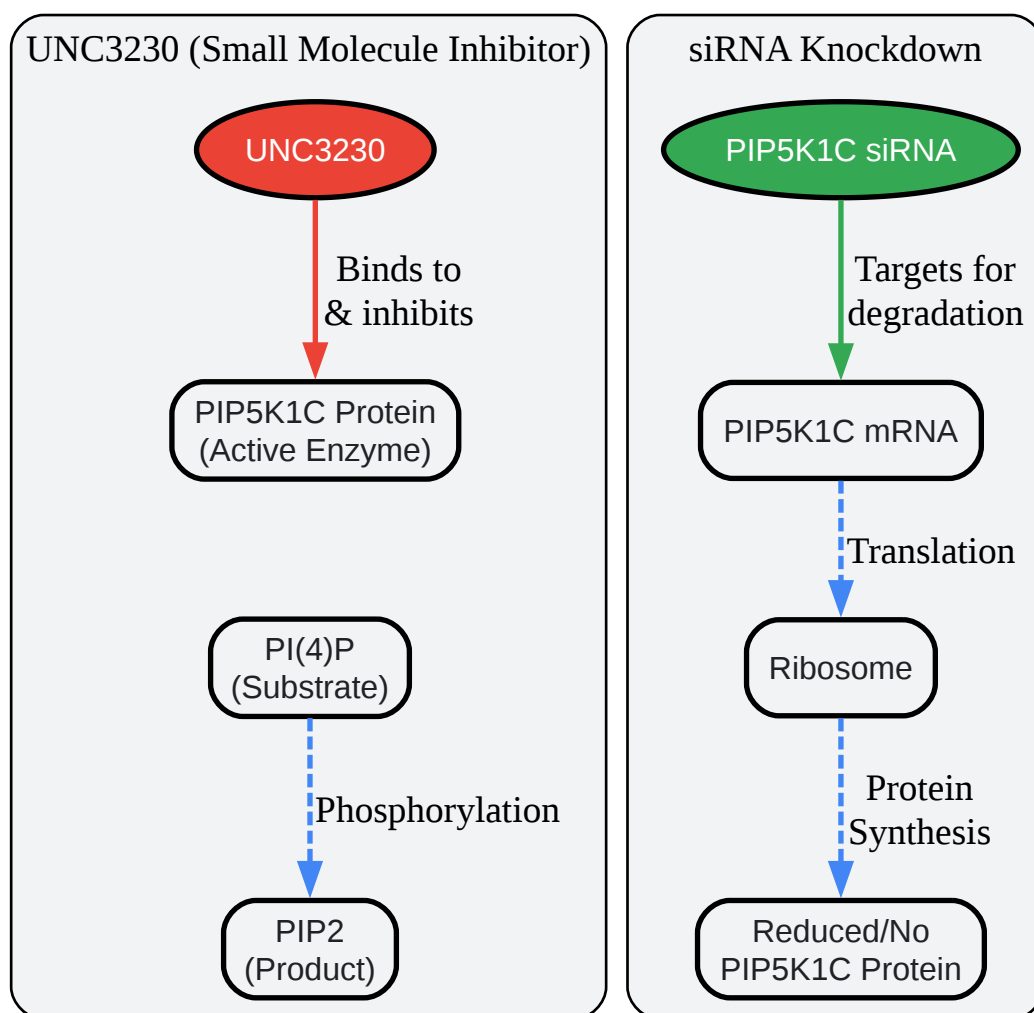 UNC3230 (Small Molecule Inhibitor)
UNC3230
Binds to
& inhibits
PIP5K1C Protein
(Active Enzyme)
PI(4)P
(Substrate)
Phosphorylation
PIP2
(Product)
siRNA Knockdown
PIP5K1C siRNA
Targets for
degradation
PIP5K1C mRNA
Translation
Ribosome
Protein
Synthesis
Reduced/No
PIP5K1C Protein